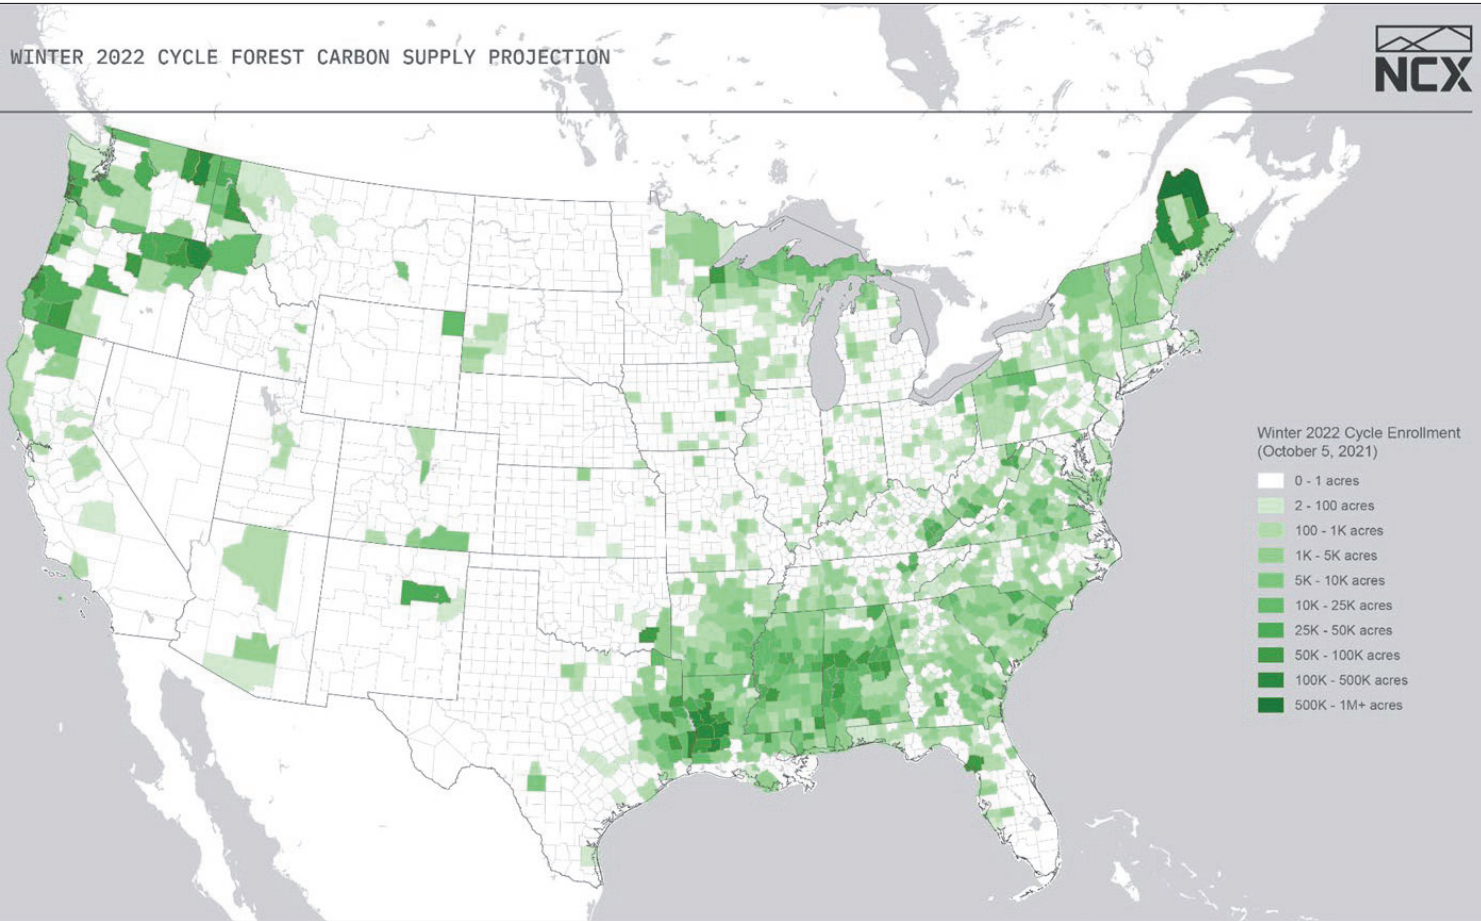 WINTER 2022 CYCLE FOREST CARBON SUPPLY PROJECTION
NCX
Winter 2022 Cycle Enrollment
(October 5, 2021)
0 - 1 acres
2 - 100 acres
100 - 1K acres
1K - 5K acres
5K - 10K acres
10K - 25K acres
25K - 50K acres
50K - 100K acres
100K - 500K acres
500K - 1M+ acres